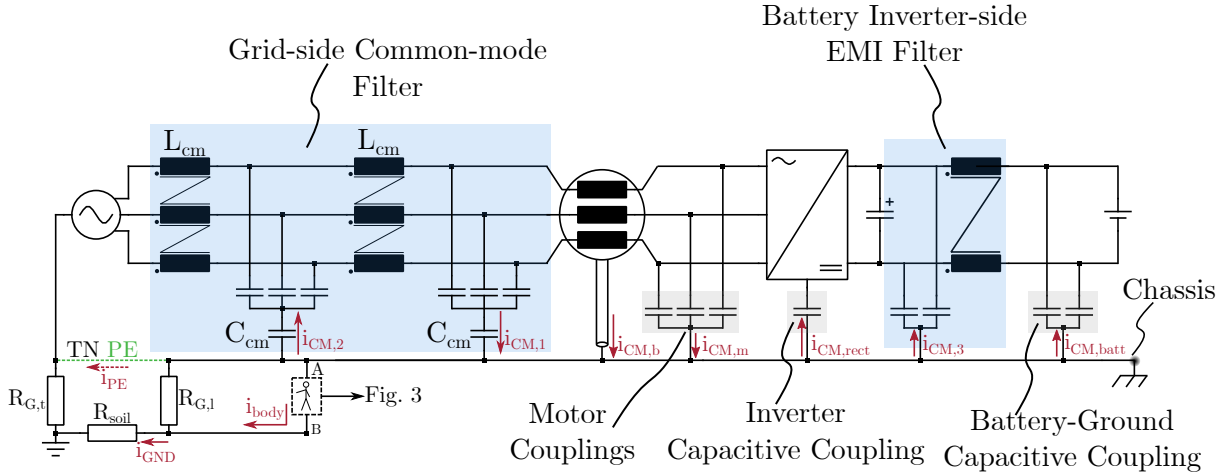 Battery Inverter-side
EMI Filter
Grid-side Common-mode
Filter
L_cm
L_cm
+
C_cm
i_CM,2
C_cm
i_CM,1
i_CM,b
i_CM,m
i_CM,rect
i_CM,3
i_CM,batt
Chassis
TN PE
i_PE
R_G,t
R_soil
R_G,l
i_GND
i_body
A
B
Fig. 3
Motor
Couplings
Inverter
Capacitive Coupling
Battery-Ground
Capacitive Coupling